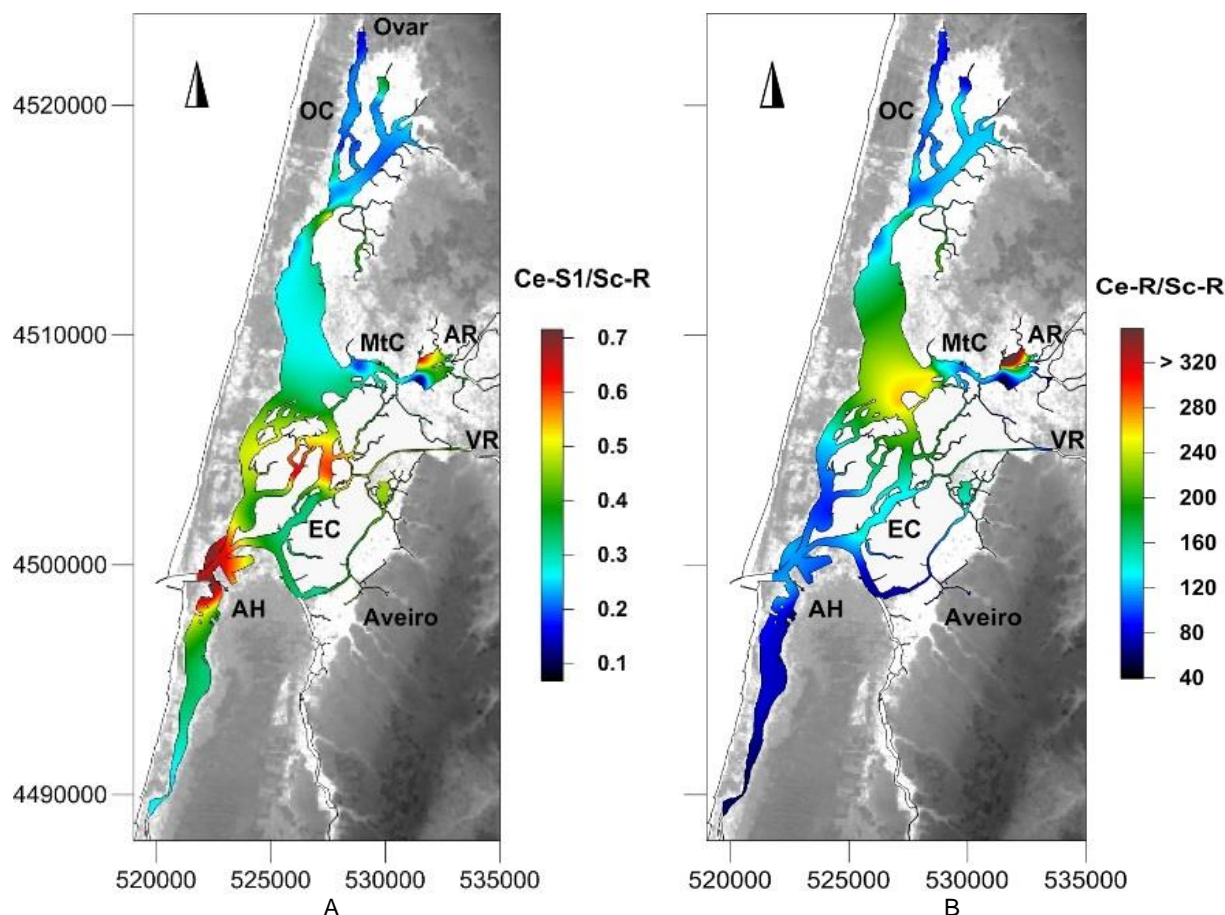 Ovar
OC
MtC
AR
VR
EC
AH
Aveiro
4520000
4510000
4500000
4490000
520000
525000
530000
535000
A
Ce-S1/Sc-R
0.7
0.6
0.5
0.4
0.3
0.2
0.1
OC
MtC
AR
VR
EC
AH
Aveiro
520000
525000
530000
535000
B
Ce-R/Sc-R
> 320
280
240
200
160
120
80
40